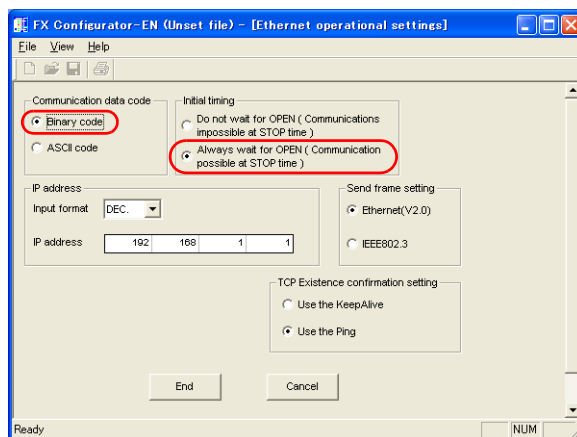 FX Configurator-EN (Unset file) - [Ethernet operational settings]
File View Help
Communication data code
Binary code
ASCII code
Initial timing
Do not wait for OPEN ( Communications
impossible at STOP time )
Always wait for OPEN ( Communication
possible at STOP time )
IP address
Input format DEC.
IP address 192 168 1 1
Send frame setting
Ethernet(V2.0)
IEEE802.3
TCP Existence confirmation setting
Use the KeepAlive
Use the Ping
End Cancel
Ready NUM